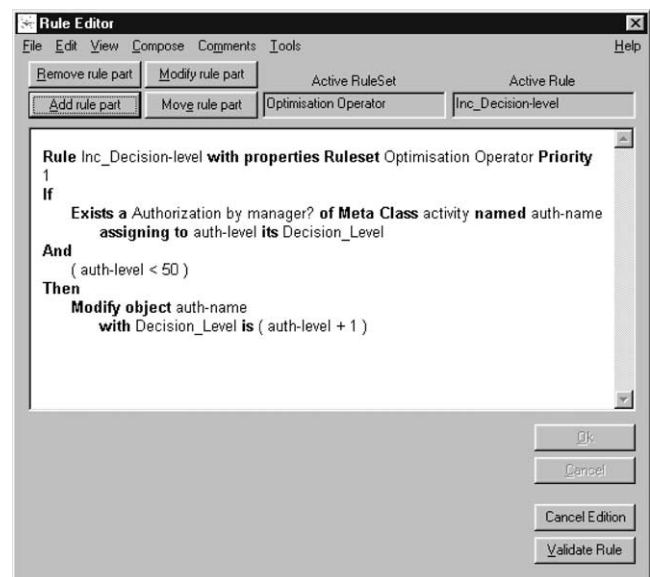 Rule Editor
File Edit View Compose Comments Tools Help
Remove rule part Modify rule part Active RuleSet Active Rule
Add rule part Move rule part Optimisation Operator Inc_Decision-level
Rule Inc_Decision-level with properties Ruleset Optimisation Operator Priority
1
If
Exists a Authorization by manager? of Meta Class activity named auth-name
assigning to auth-level its Decision_Level
And
( auth-level < 50 )
Then
Modify object auth-name
with Decision_Level is ( auth-level + 1 )
Ok
Cancel
Cancel Edition
Validate Rule